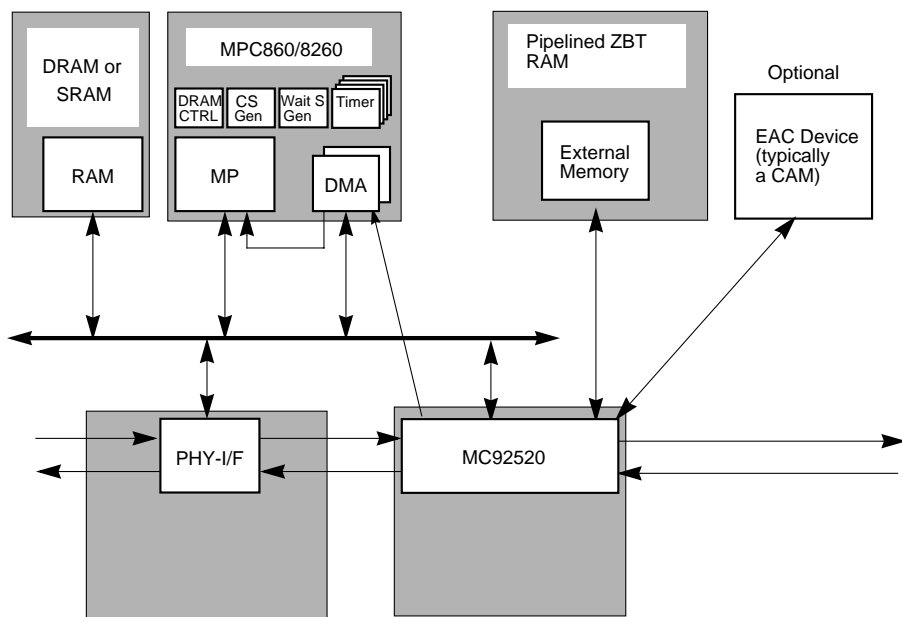 DRAM or
SRAM
RAM
MPC860/8260
DRAM
CTRL
CS
Gen
Wait S
Gen
Timer
MP
DMA
Pipelined ZBT
RAM
External
Memory
Optional
EAC Device
(typically
a CAM)
PHY-I/F
MC92520